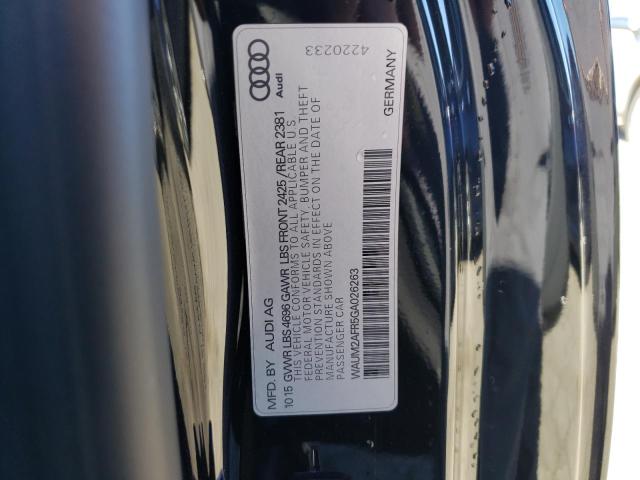 Audi
4220233
MFD. BY AUDI AG
10 15 GVWR LBS 4696 GAWR LBS FRONT 2425 / REAR 2381
THIS VEHICLE CONFORMS TO ALL APPLICABLE U.S.
FEDERAL MOTOR VEHICLE SAFETY, BUMPER AND THEFT
PREVENTION STANDARDS IN EFFECT ON THE DATE OF
MANUFACTURE SHOWN ABOVE
PASSENGER CAR
WAUM2AFR5GA026263
GERMANY